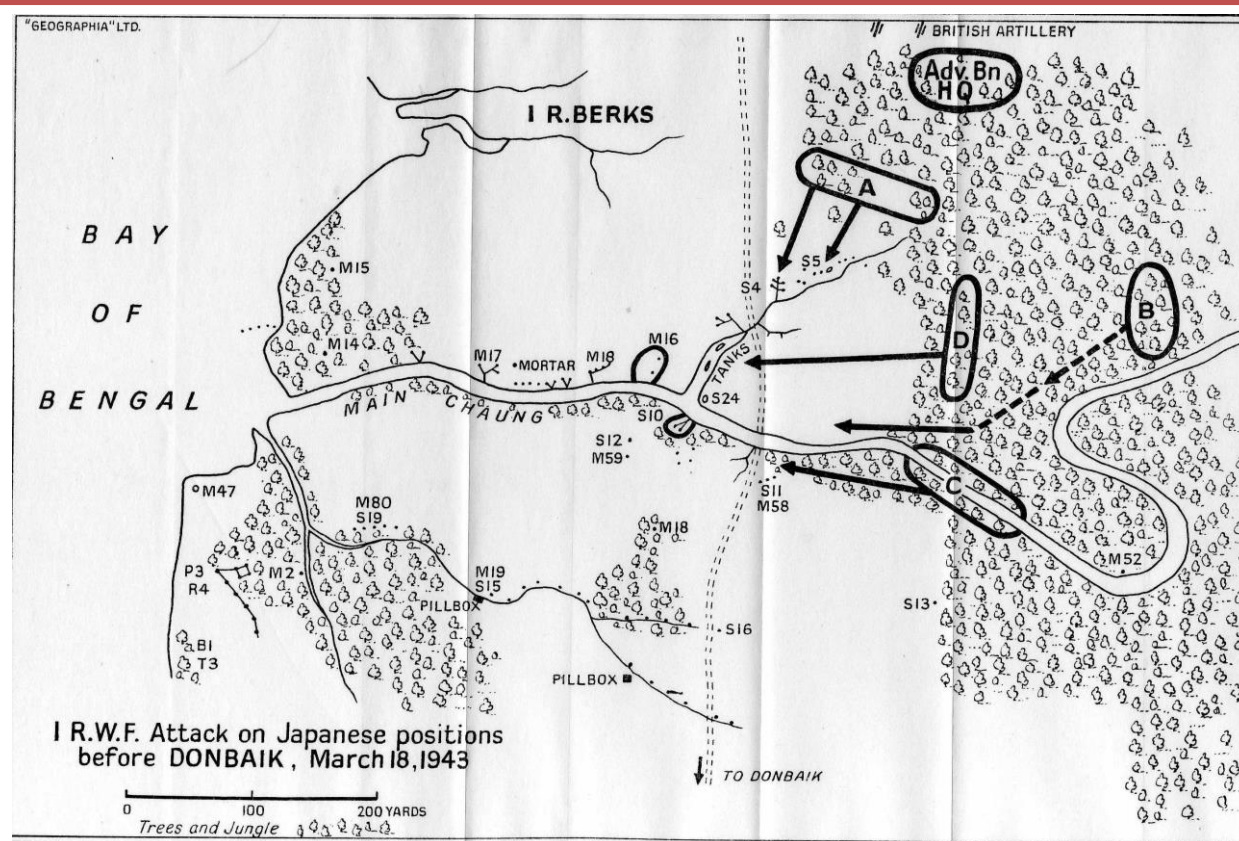 "GEOGRAPHIA" LTD.
BRITISH ARTILLERY
Adv. Bn
HQ
I R.BERKS
A
BAY
OF
BENGAL
M15
S5
S4
B
D
M14
M17
MORTAR
M18
M16
TANKS
S24
MAIN CHAUNG
S10
S12
M59
S11
M58
C
M47
M80
S19
M18
M52
P3
R4
M2
M19
S15
PILLBOX
S13
S16
B1
T3
PILLBOX
I R.W.F. Attack on Japanese positions
before DONBAIK, March 18,1943
TO DONBAIK
0 100 200 YARDS
Trees and Jungle